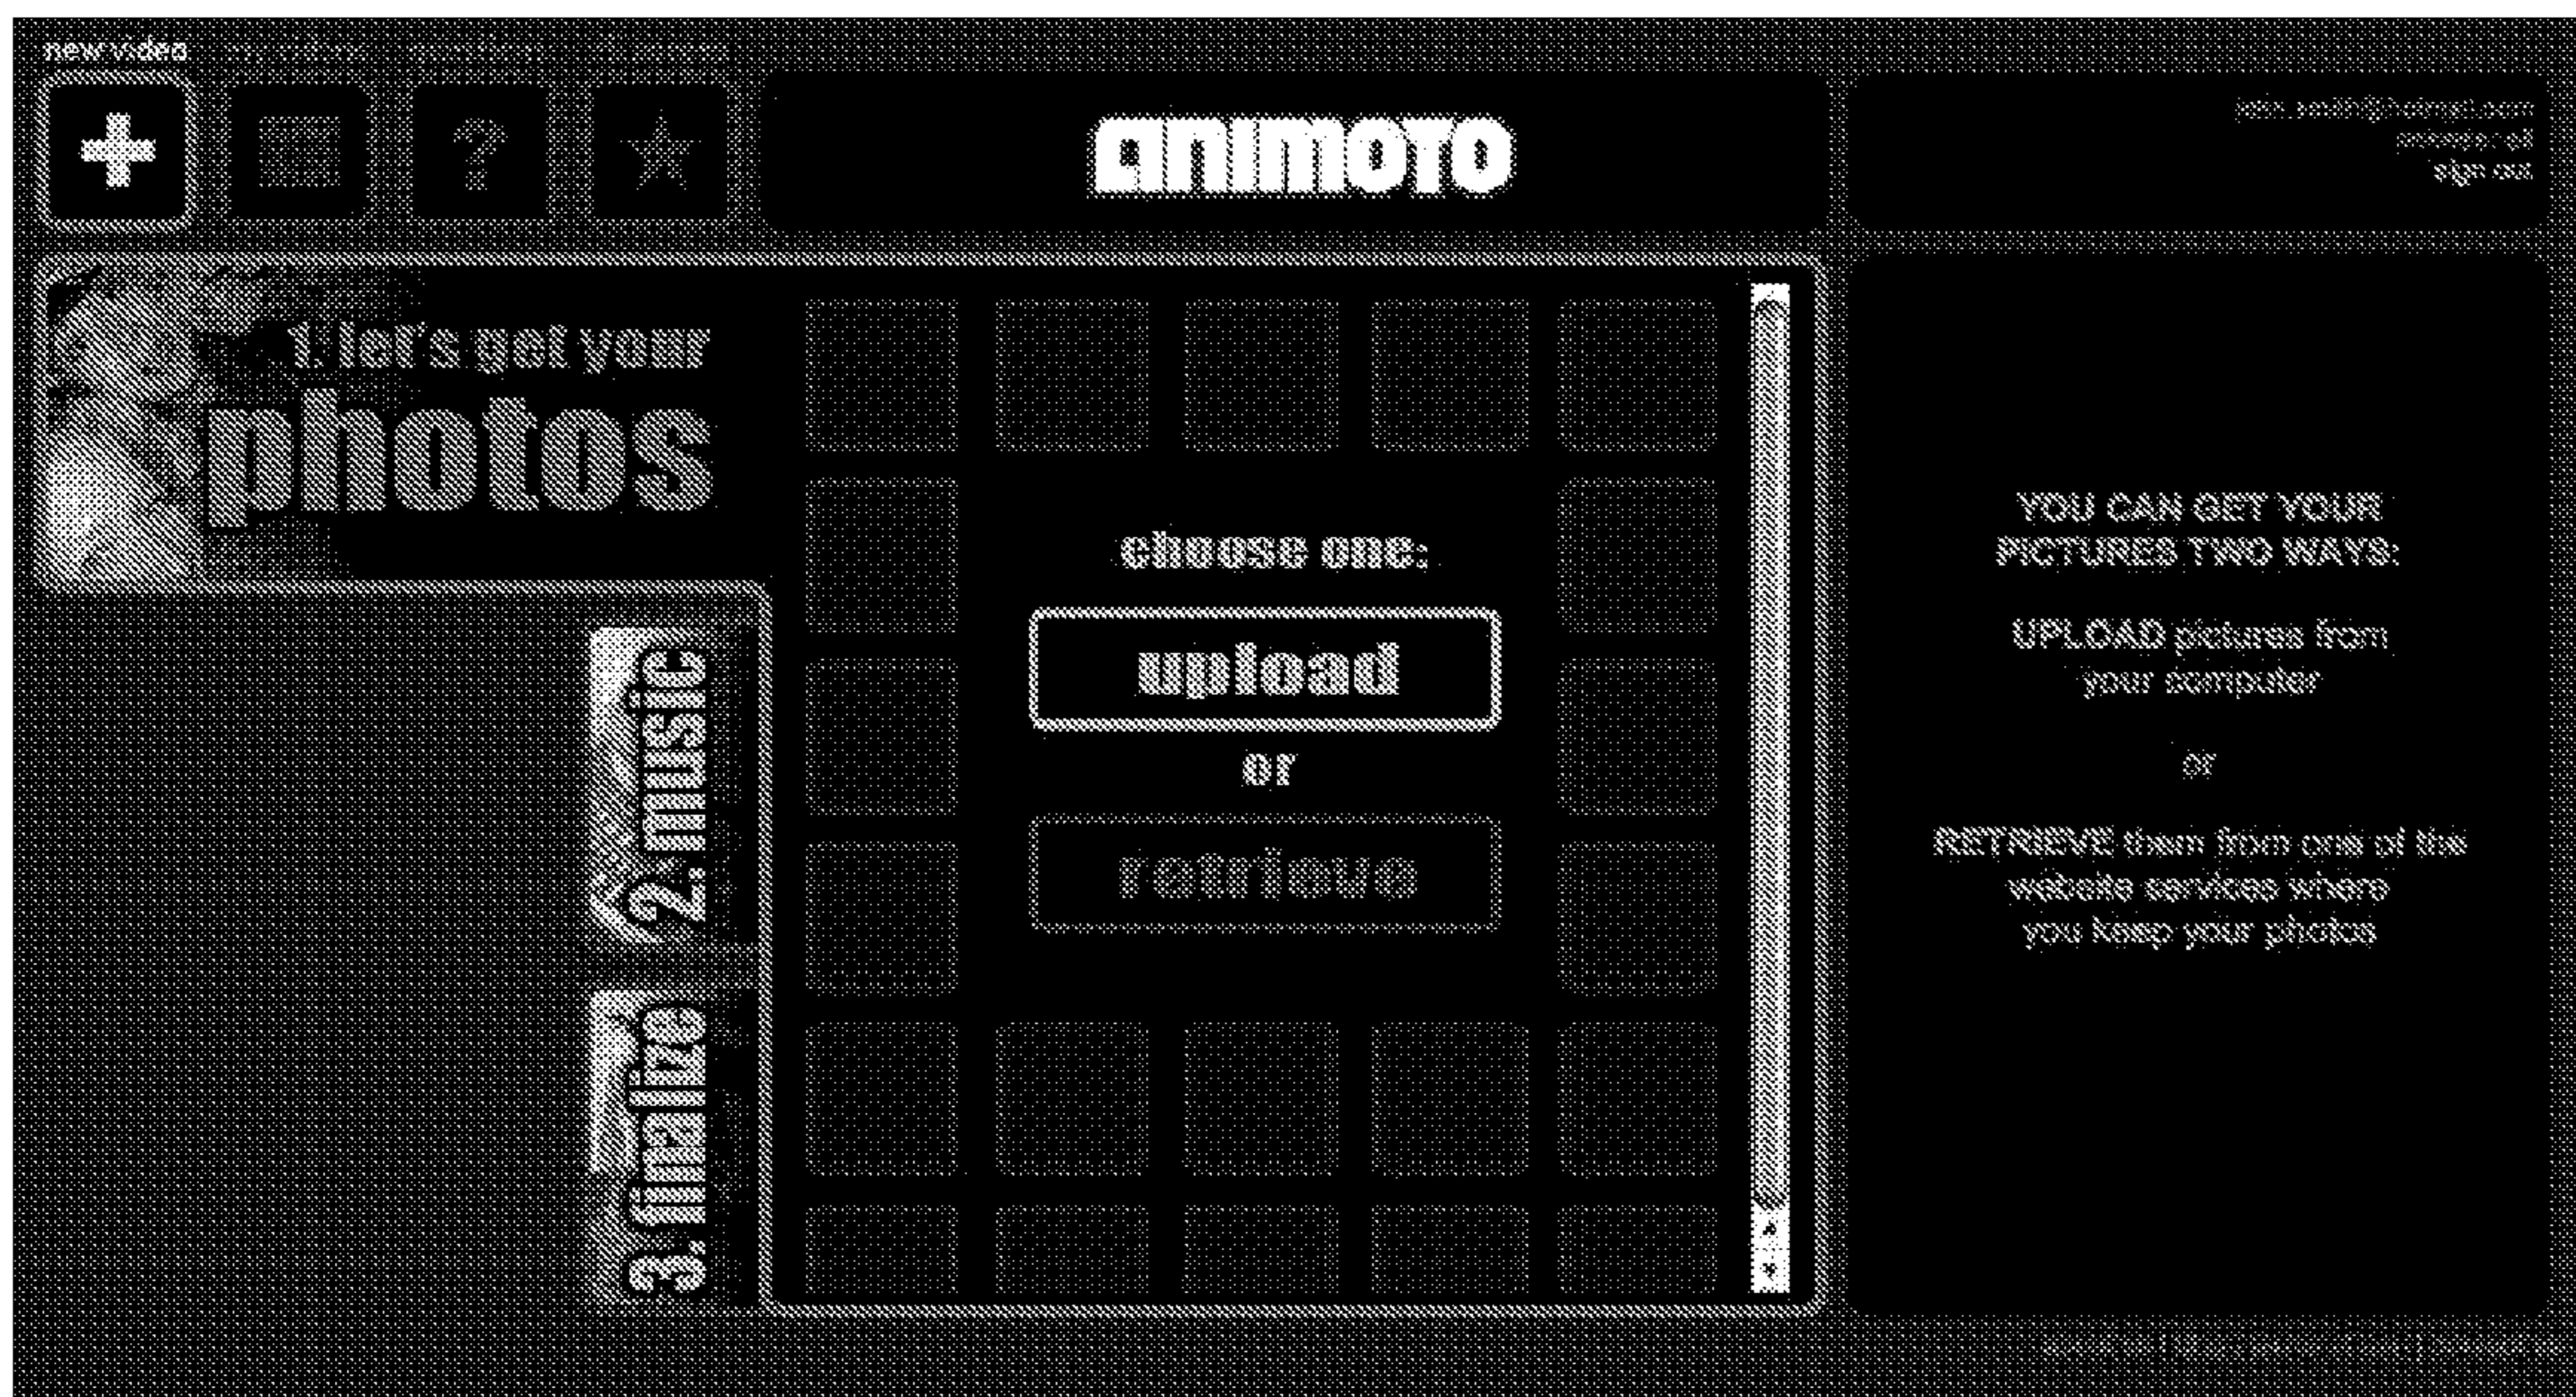 new video
ANIMOTO
sign out
1. let's get your
photos
choose one:
upload
or
retrieve
2. music
3. finalize
YOU CAN GET YOUR
PICTURES TWO WAYS:
UPLOAD pictures from
your computer
or
RETRIEVE them from one of the
website services where
you keep your photos